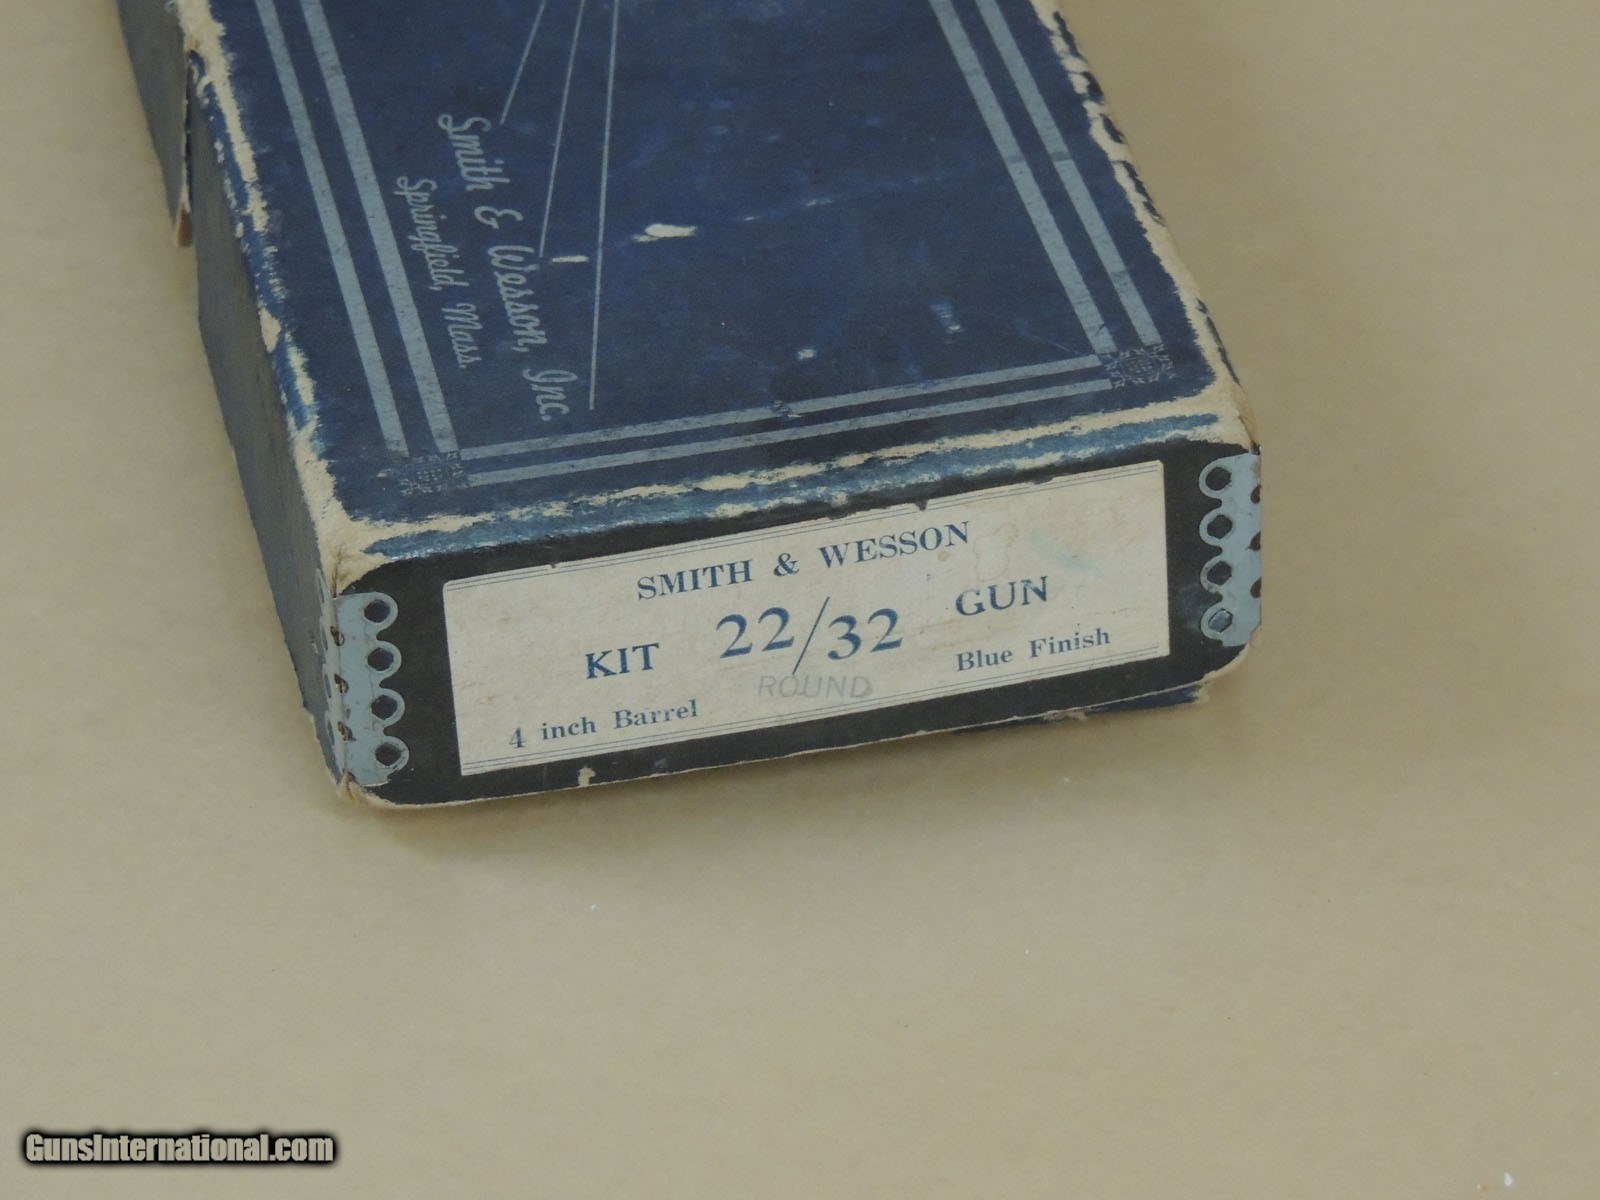 Smith & Wesson, Inc.
Springfield, Mass.
SMITH & WESSON
KIT 22/32 GUN
4 inch Barrel ROUND Blue Finish
GunsInternational.com